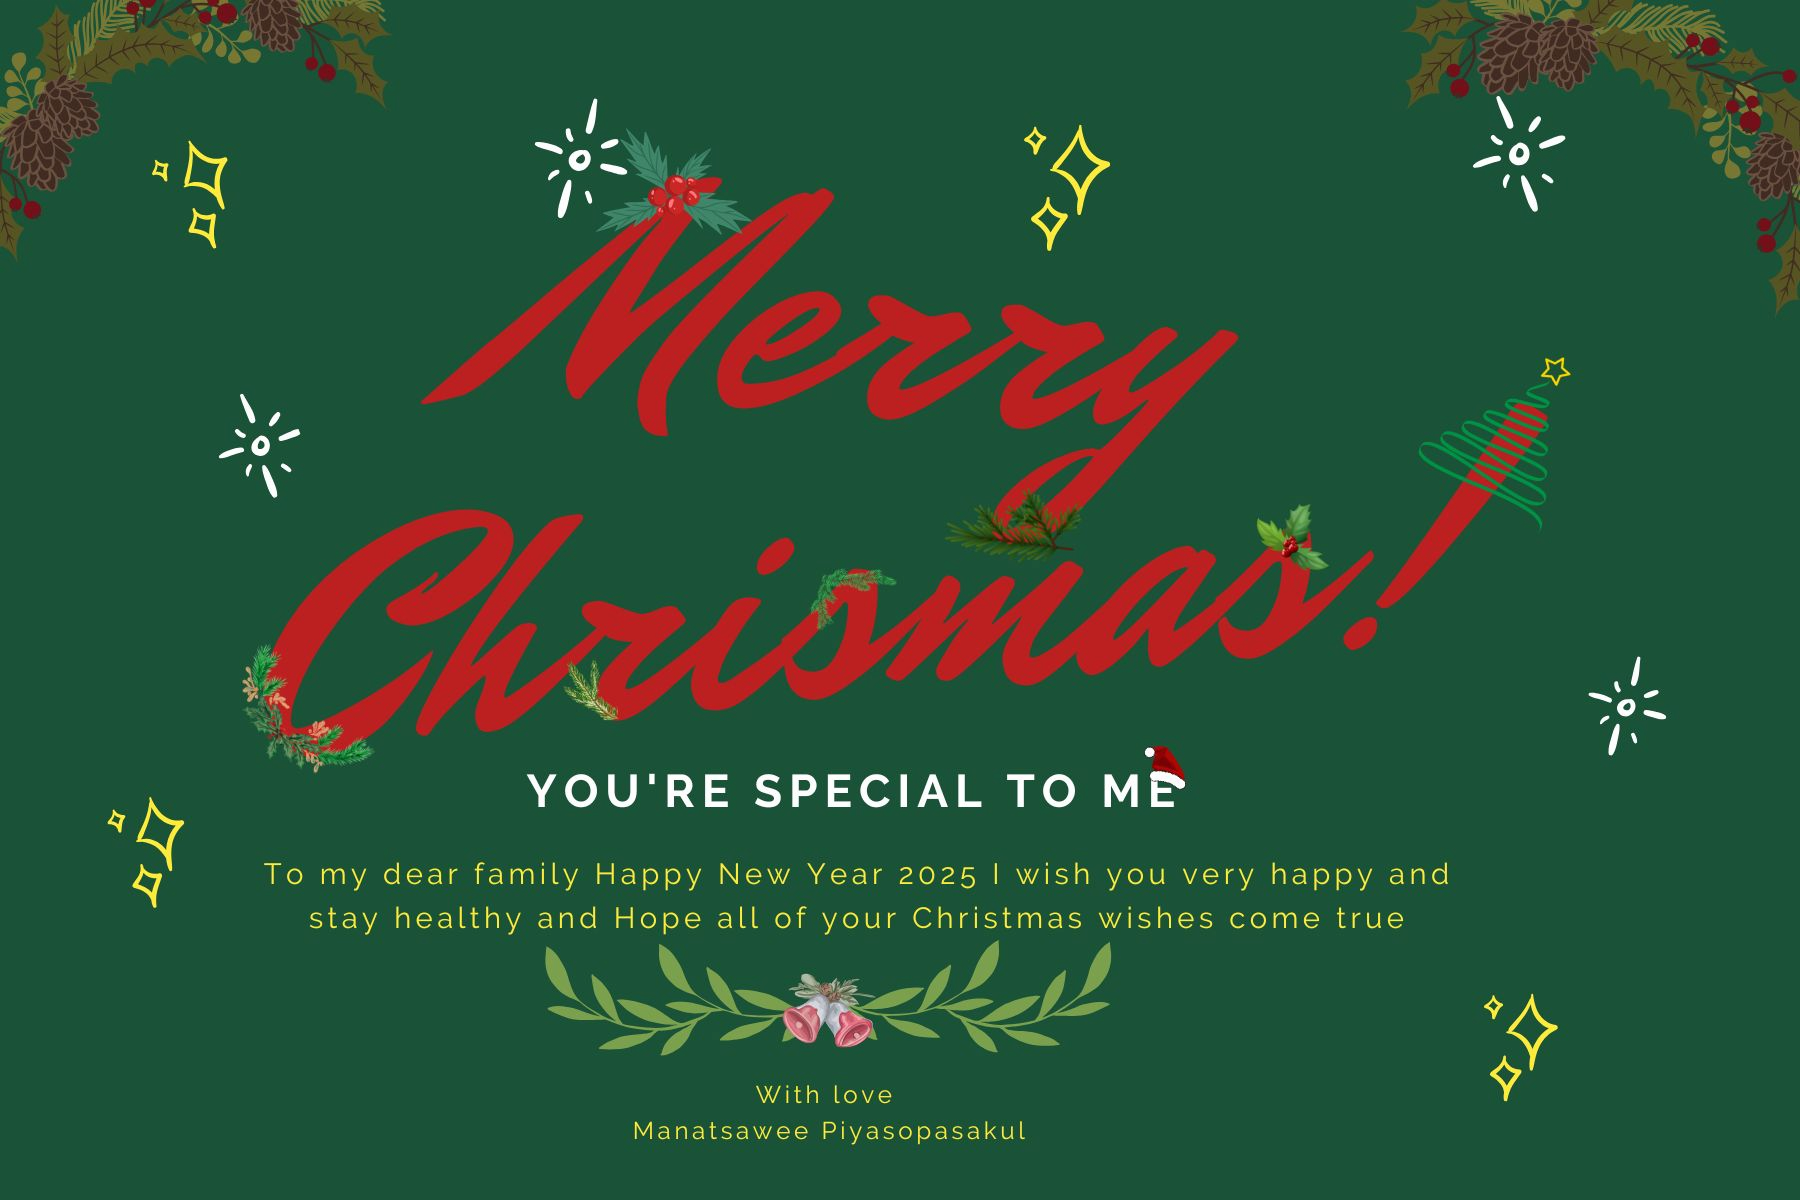 Merry
Chrismas!
YOU'RE SPECIAL TO ME
To my dear family Happy New Year 2025 I wish you very happy and
stay healthy and Hope all of your Christmas wishes come true
With love
Manatsawee Piyasopasakul